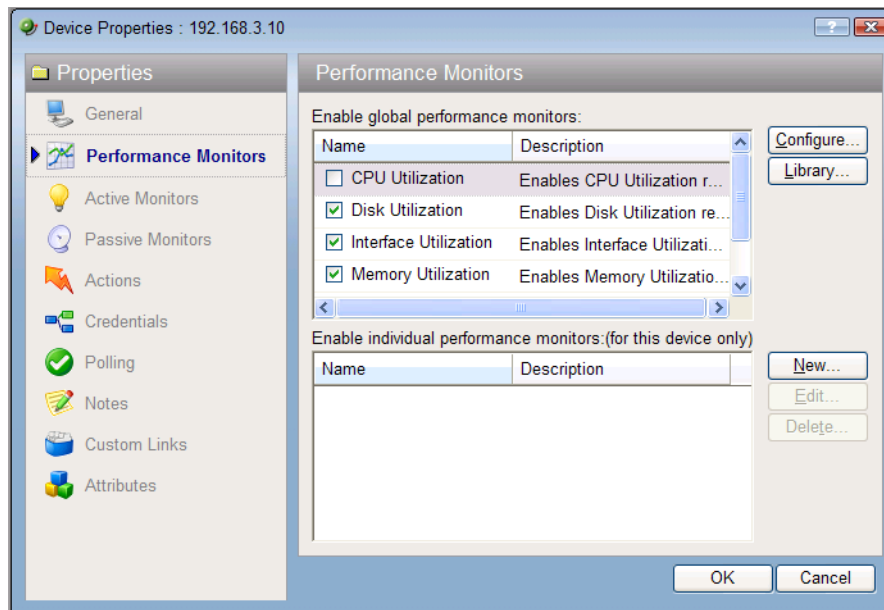 Device Properties : 192.168.3.10
?
Properties
General
Performance Monitors
Active Monitors
Passive Monitors
Actions
Credentials
Polling
Notes
Custom Links
Attributes
Performance Monitors
Enable global performance monitors:
Name Description
CPU Utilization Enables CPU Utilization r...
Disk Utilization Enables Disk Utilization re...
Interface Utilization Enables Interface Utilizati...
Memory Utilization Enables Memory Utilizatio...
Configure...
Library...
Enable individual performance monitors:(for this device only)
Name Description
New...
Edit...
Delete...
OK Cancel